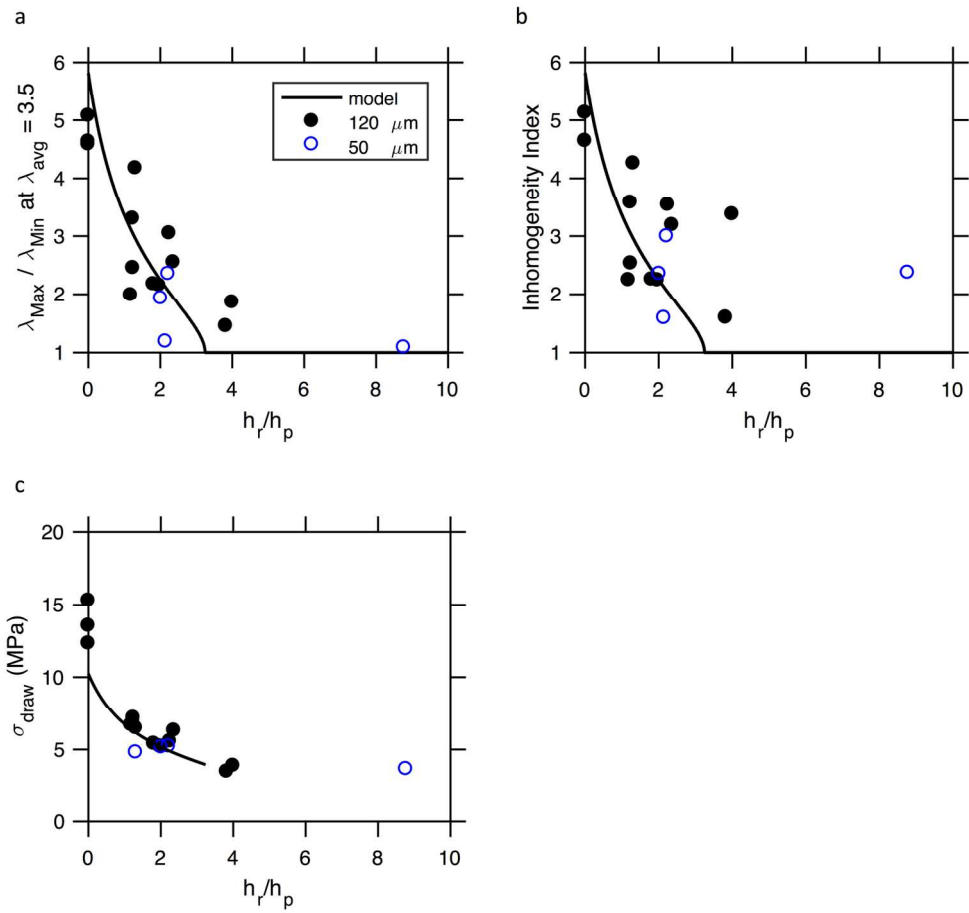 a
6
5
4
3
2
1
λMax / λMin at λavg = 3.5
model
120 μm
50 μm
0 2 4 6 8 10
hr/hp
b
6
5
4
3
2
1
Inhomogeneity Index
0 2 4 6 8 10
hr/hp
c
20
15
10
5
0
σdraw (MPa)
0 2 4 6 8 10
hr/hp